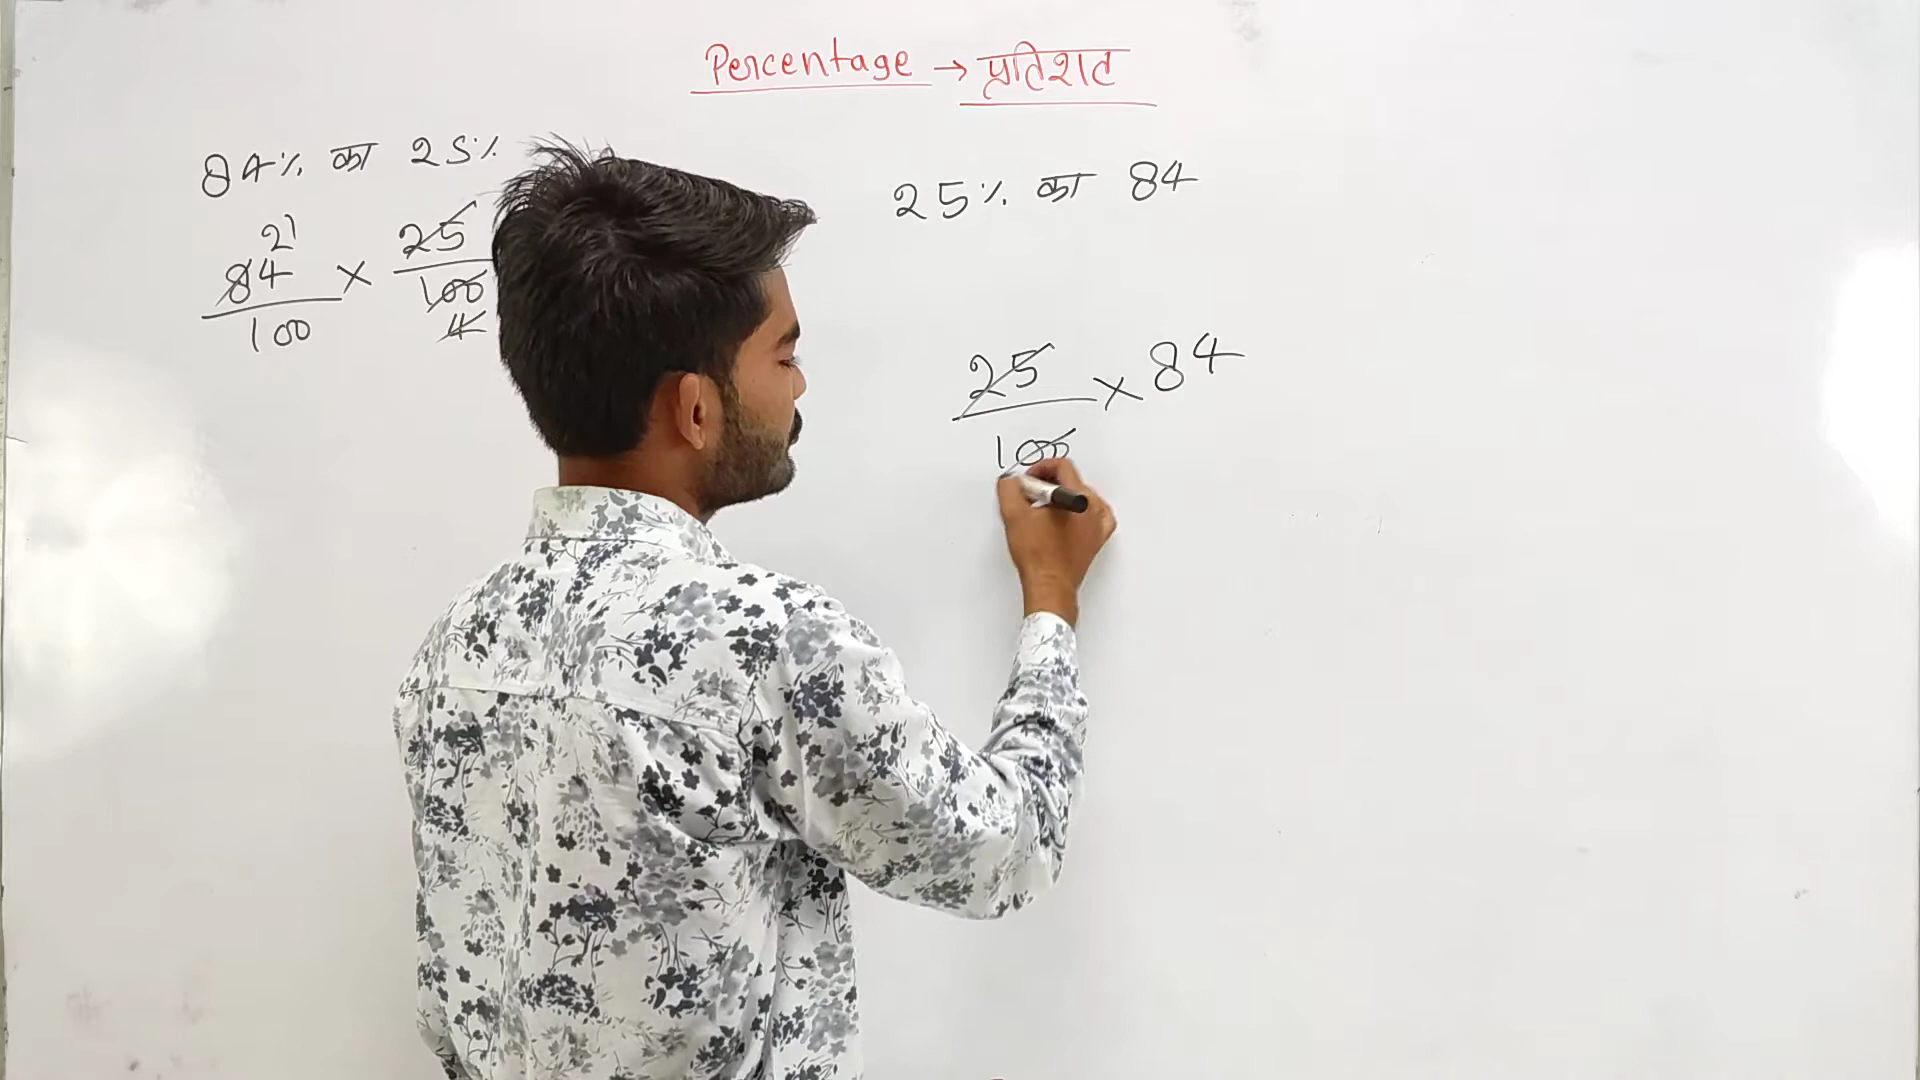 Percentage → प्रतिशत
84% का 25%
21
84/100 × 25/100
4
25% का 84
25/100 × 84